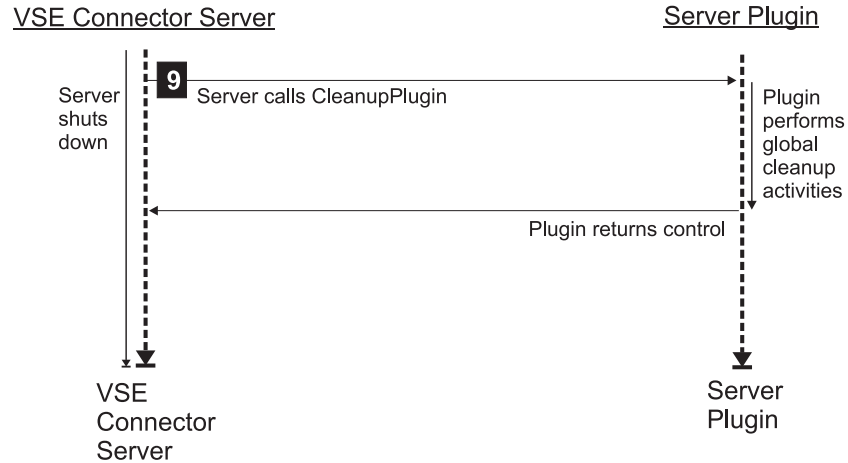 VSE Connector Server
Server Plugin
9
Server calls CleanupPlugin
Server
shuts
down
Plugin
performs
global
cleanup
activities
Plugin returns control
VSE
Connector
Server
Server
Plugin